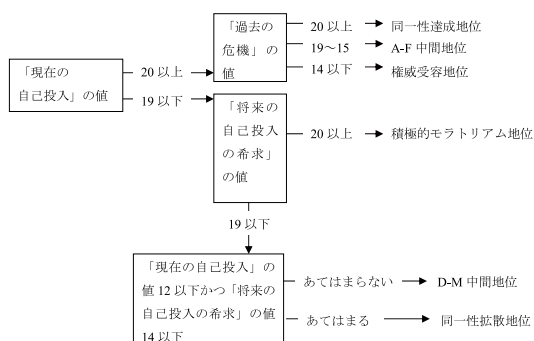 「過去の
危機」の
値
20 以上
同一性達成地位
19～15
A-F 中間地位
14 以下
権威受容地位
「現在の
自己投入」の値
20 以上
19 以下
「将来の
自己投入
の希求」
の値
20 以上
積極的モラトリアム地位
19 以下
「現在の自己投入」の
値 12 以下かつ「将来の
自己投入の希求」の値
14 以下
あてはまらない
D-M 中間地位
あてはまる
同一性拡散地位